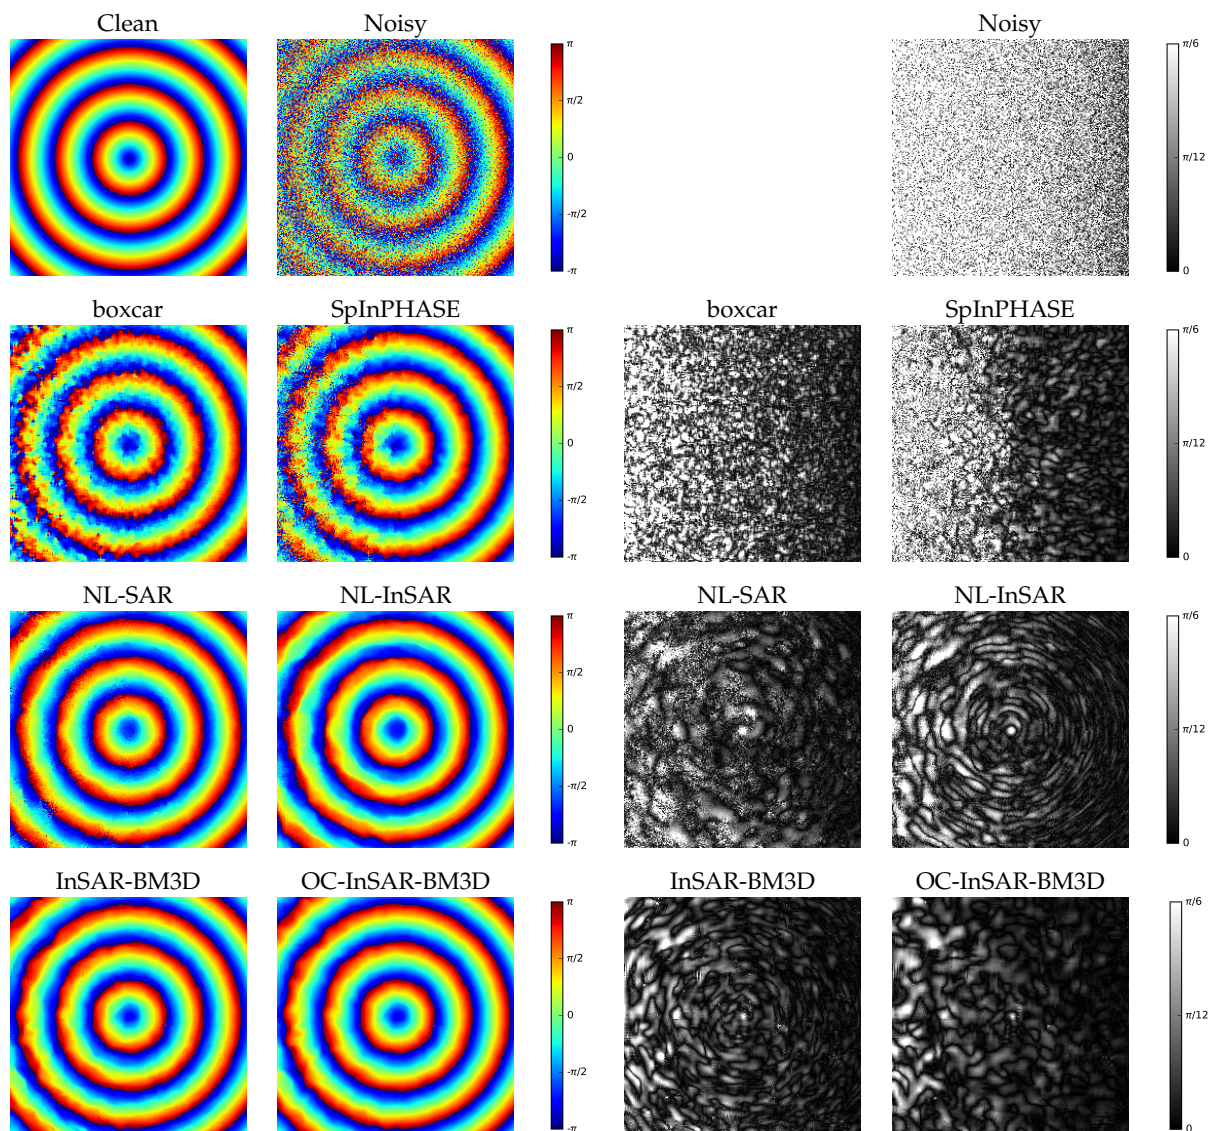 Clean Noisy Noisy
π π/6
π/2
0 π/12
-π/2
-π 0
boxcar SpInPHASE boxcar SpInPHASE
π π/6
π/2
0 π/12
-π/2
-π 0
NL-SAR NL-InSAR NL-SAR NL-InSAR
π π/6
π/2
0 π/12
-π/2
-π 0
InSAR-BM3D OC-InSAR-BM3D InSAR-BM3D OC-InSAR-BM3D
π π/6
π/2
0 π/12
-π/2
-π 0